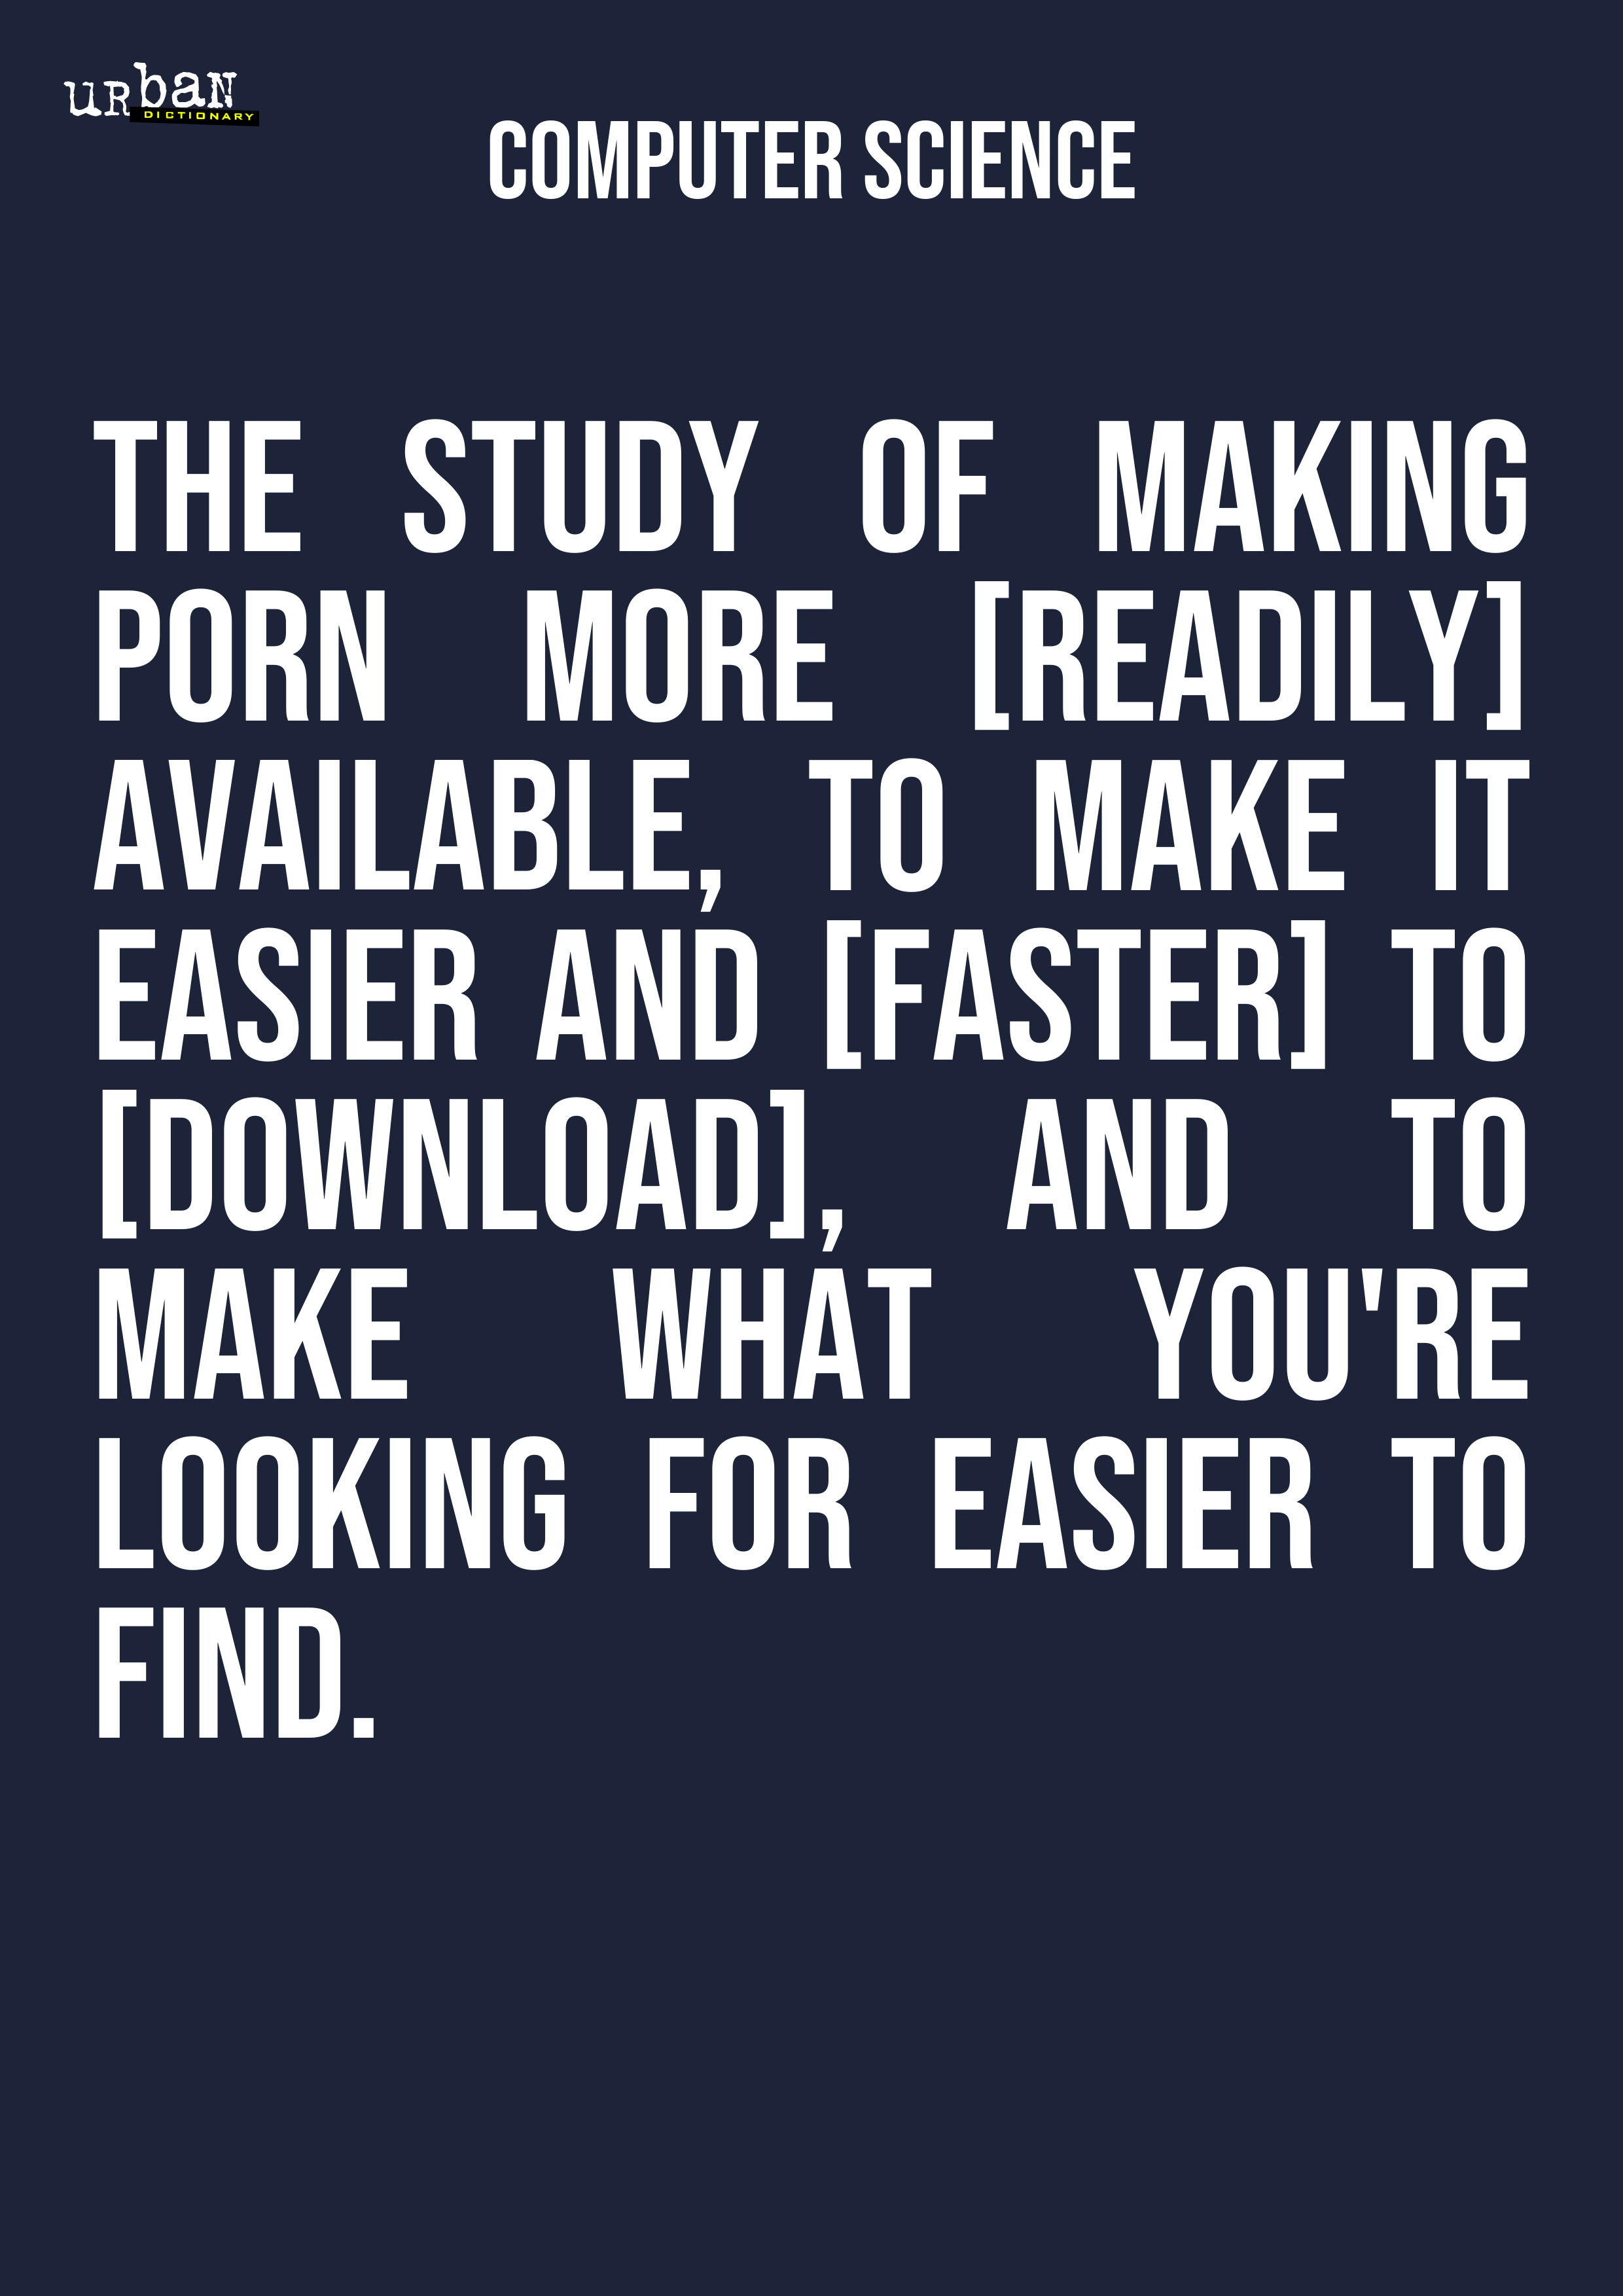 urban
DICTIONARY
COMPUTER SCIENCE
THE STUDY OF MAKING
PORN MORE [READILY]
AVAILABLE, TO MAKE IT
EASIER AND [FASTER] TO
[DOWNLOAD], AND TO
MAKE WHAT YOU'RE
LOOKING FOR EASIER TO
FIND.